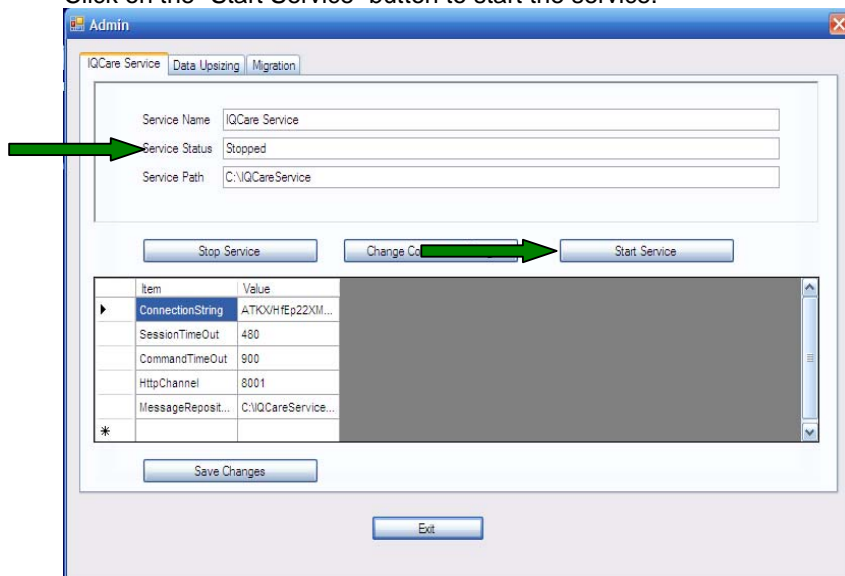 Click on the "Start Service" button to start the service.
Admin
IQCare Service Data Upsizing Migration
Service Name IQCare Service
Service Status Stopped
Service Path C:\IQCareService
Stop Service Change Start Service
Item Value
ConnectionString ATKX/HfEp22XM...
SessionTimeOut 480
CommandTimeOut 900
HttpChannel 8001
MessageReposit... C:\IQCareService...
Save Changes
Exit